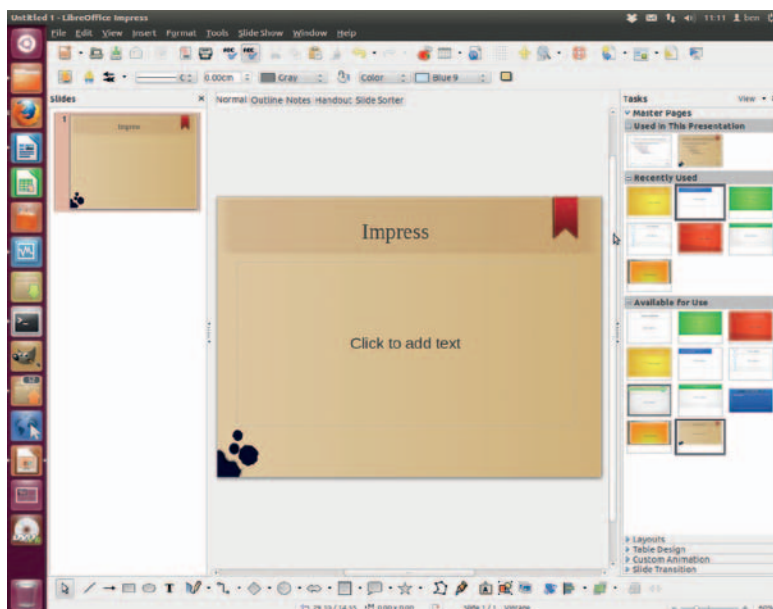 Untitled 1 - LibreOffice Impress
11:11 ben
File Edit View Insert Format Tools Slide Show Window Help
0.00cm Gray Color Blue 9
Slides
Normal Outline Notes Handout Slide Sorter
Tasks View
Master Pages
Used in This Presentation
1
Impress
Recently Used
Impress
Click to add text
Available for Use
Layouts
Table Design
Custom Animation
Slide Transition
Slide 1 / 1